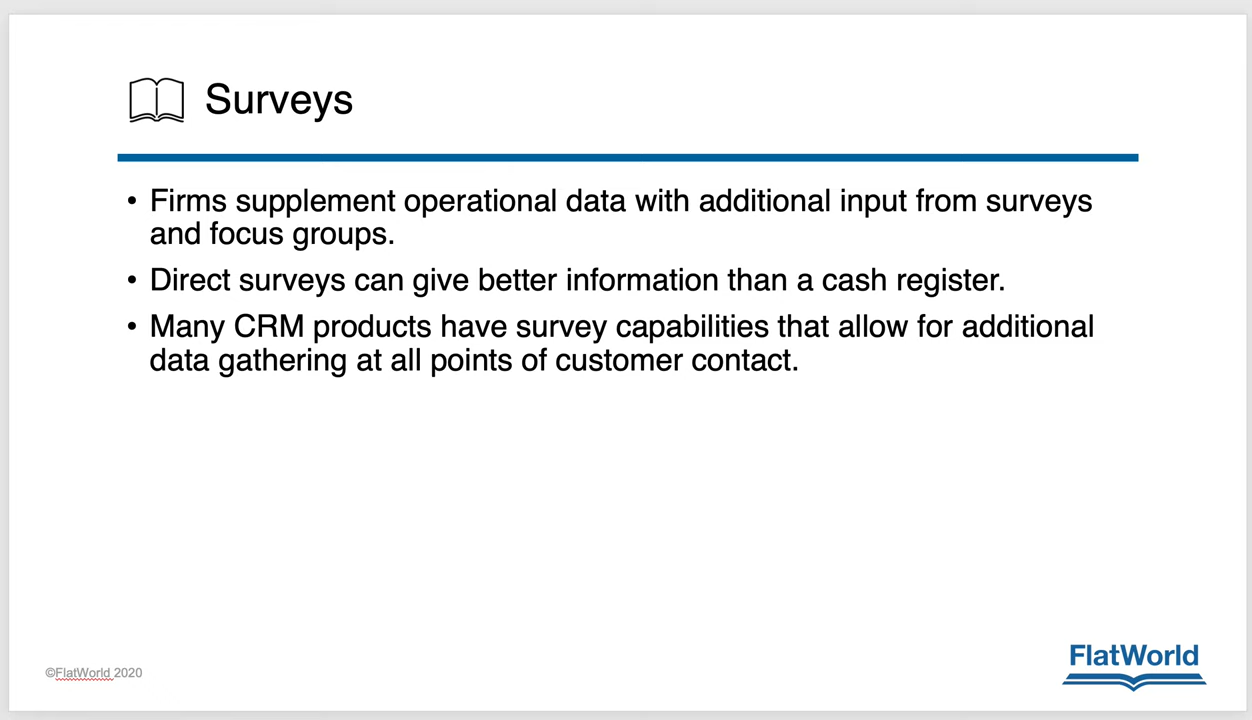 Surveys
• Firms supplement operational data with additional input from surveys
and focus groups.
• Direct surveys can give better information than a cash register.
• Many CRM products have survey capabilities that allow for additional
data gathering at all points of customer contact.
©FlatWorld 2020
FlatWorld